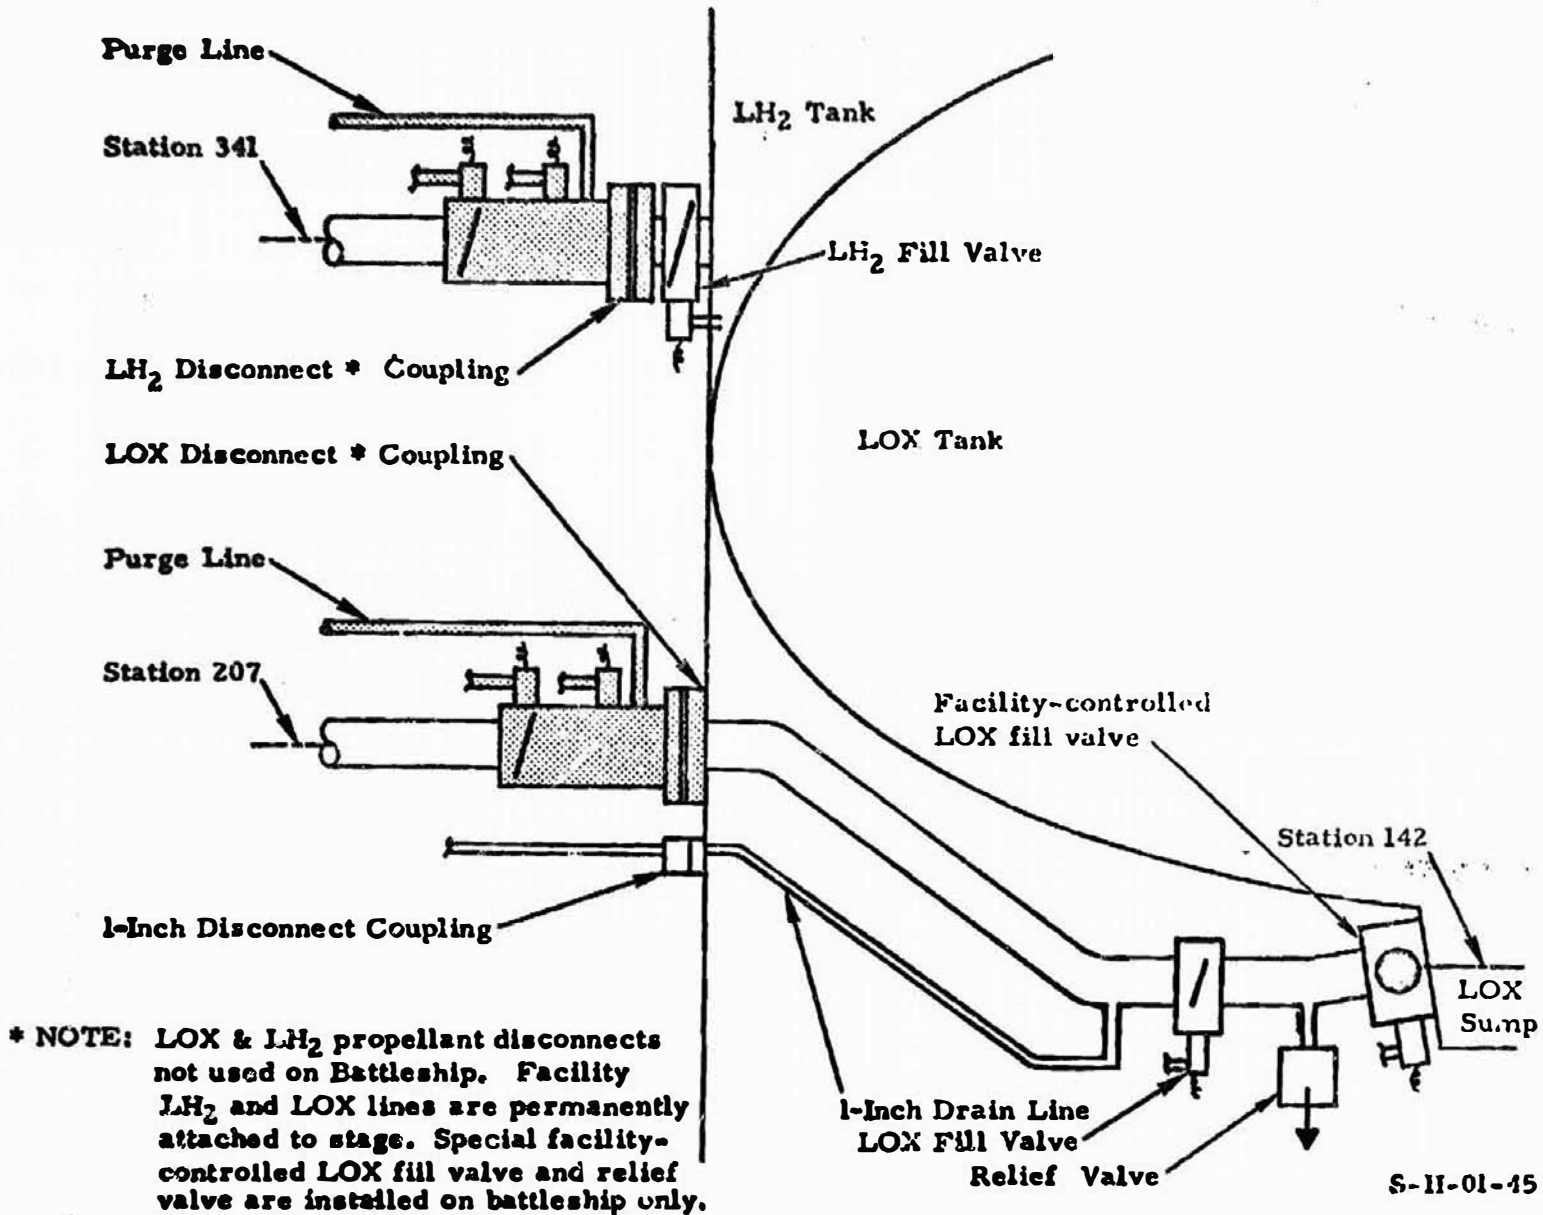 Purge Line
LH2 Tank
Station 341
LH2 Fill Valve
LH2 Disconnect * Coupling
LOX Disconnect * Coupling
LOX Tank
Purge Line
Station 207
Facility-controlled
LOX fill valve
Station 142
1-Inch Disconnect Coupling
LOX
Sump
* NOTE: LOX & LH2 propellant disconnects
not used on Battleship. Facility
LH2 and LOX lines are permanently
attached to stage. Special facility-
controlled LOX fill valve and relief
valve are installed on battleship only.
1-Inch Drain Line
LOX Fill Valve
Relief Valve
S-II-01-45